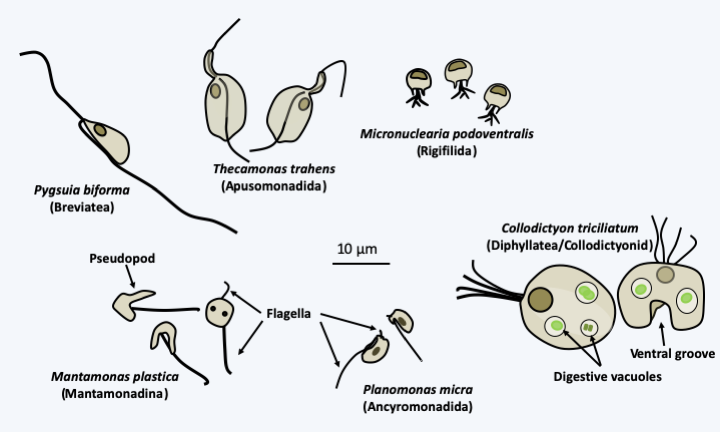 Pygsuia biforma
(Breviatea)
Thecamonas trahens
(Apusomonadida)
Micronuclearia podoventralis
(Rigifilida)
10 μm
Collodictyon triciliatum
(Diphyllatea/Collodictyonid)
Pseudopod
Flagella
Mantamonas plastica
(Mantamonadina)
Planomonas micra
(Ancyromonadida)
Ventral groove
Digestive vacuoles